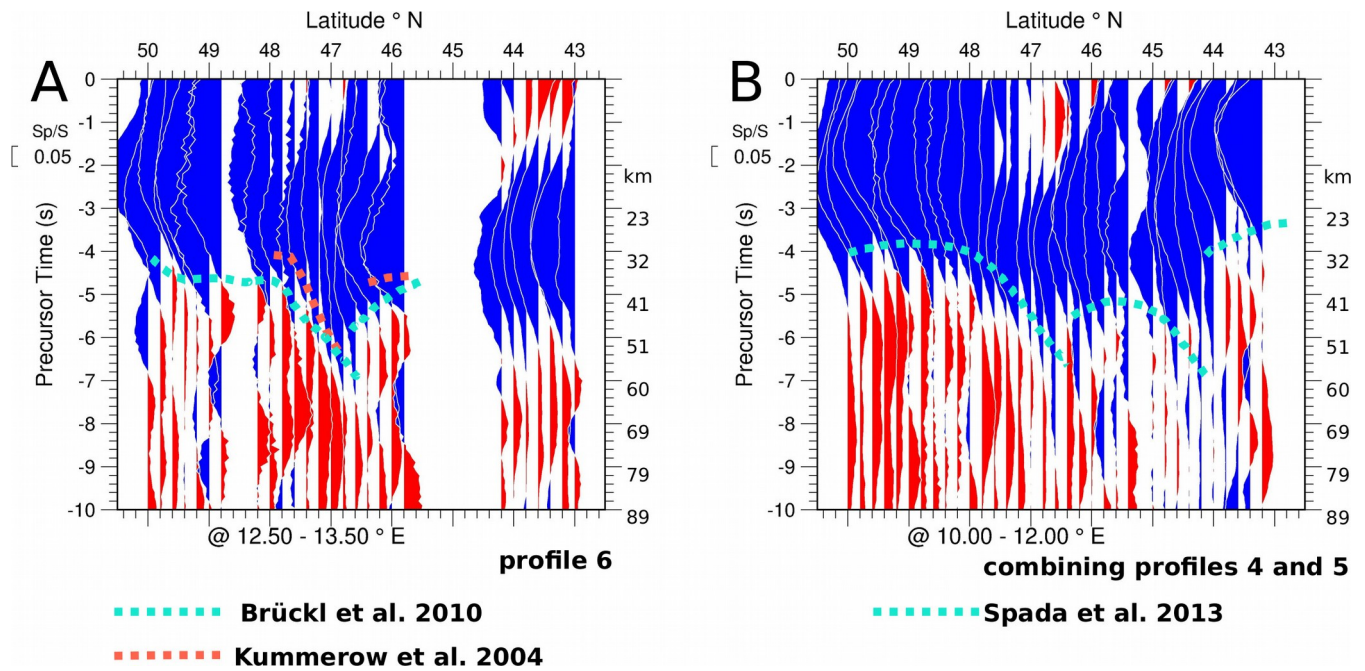 Latitude ° N
50 49 48 47 46 45 44 43
A
0
Sp/S
0.05
-1
-2
-3
-4
-5
-6
-7
-8
-9
-10
Precursor Time (s)
km
23
32
41
51
60
69
79
89
@ 12.50 - 13.50 ° E
profile 6
Brückl et al. 2010
Kummerow et al. 2004
Latitude ° N
50 49 48 47 46 45 44 43
B
0
Sp/S
0.05
-1
-2
-3
-4
-5
-6
-7
-8
-9
-10
Precursor Time (s)
km
23
32
41
51
60
69
79
89
@ 10.00 - 12.00 ° E
combining profiles 4 and 5
Spada et al. 2013